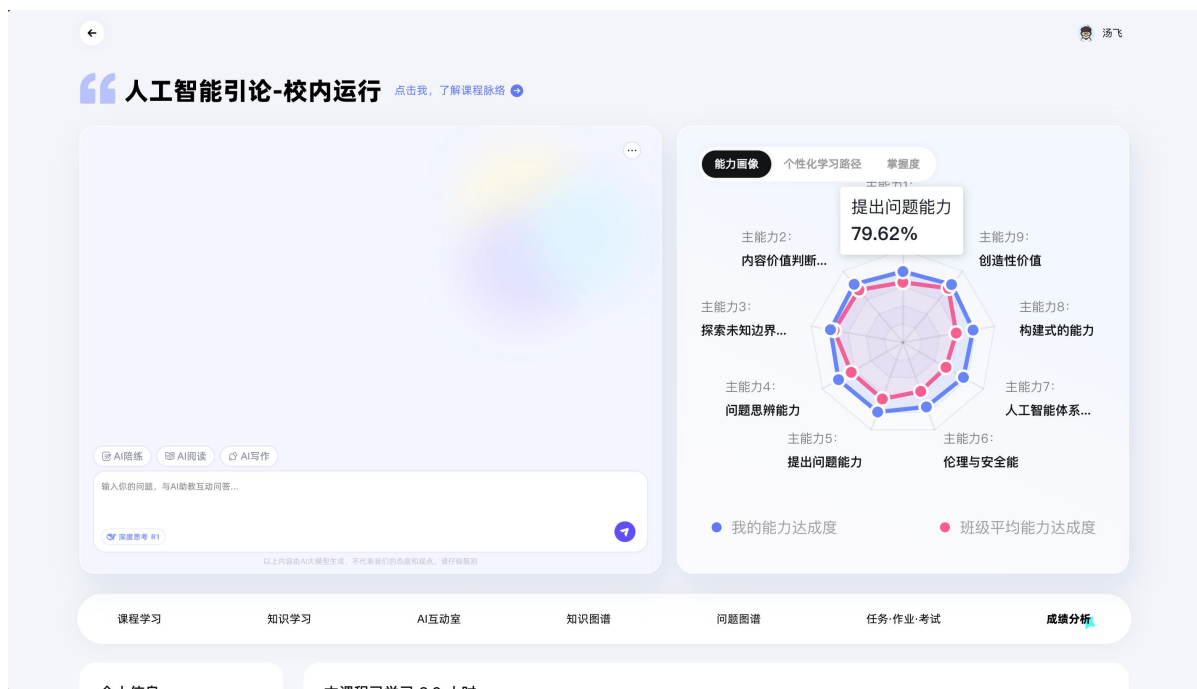 汤飞
人工智能引论-校内运行 点击我，了解课程脉络
能力画像 个性化学习路径 掌握度
主能力1:
提出问题能力
79.62%
主能力2:
内容价值判断...
主能力9:
创造性价值
主能力3:
探索未知边界...
主能力8:
构建式的能力
主能力4:
问题思辨能力
主能力7:
人工智能体系...
主能力5:
提出问题能力
主能力6:
伦理与安全能
我的能力达成度 班级平均能力达成度
AI陪练 AI阅读 AI写作
输入你的问题，与AI助教互动问答...
深度思考 R1
以上内容由AI大模型生成，不代表我们的态度和观点，请仔细甄别
课程学习 知识学习 AI互动室 知识图谱 问题图谱 任务·作业·考试 成绩分析